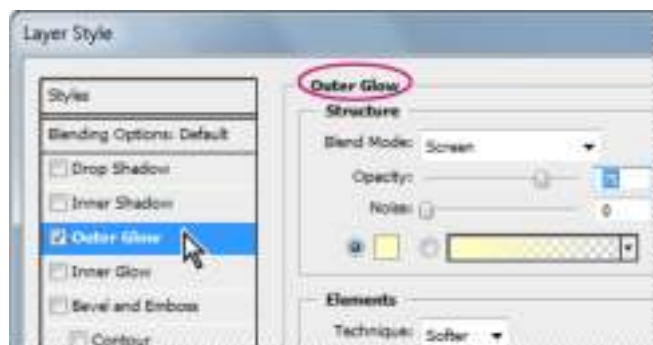 Layer Style
Styles
Blending Options: Default
Drop Shadow
Inner Shadow
Outer Glow
Inner Glow
Bevel and Emboss
Contour
Outer Glow
Structure
Blend Mode: Screen
Opacity: 75
Noise: 0
Elements
Technique: Softer